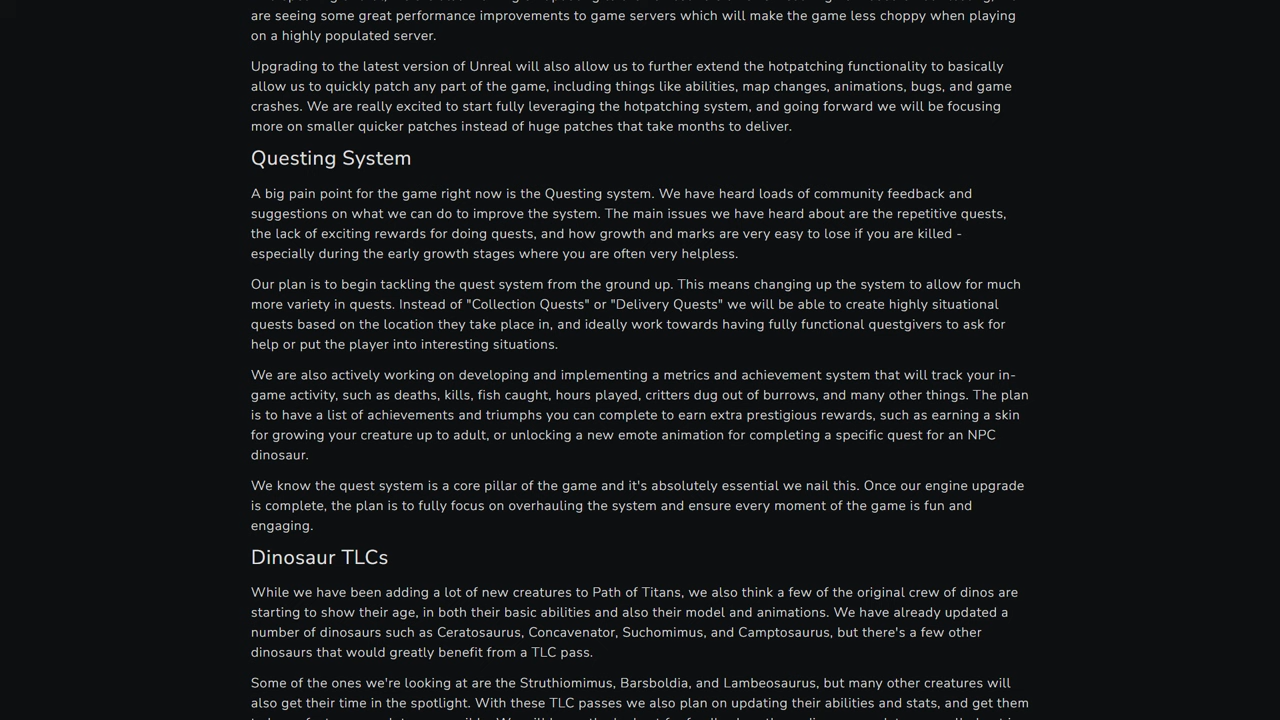 are seeing some great performance improvements to game servers which will make the game less choppy when playing
on a highly populated server.
Upgrading to the latest version of Unreal will also allow us to further extend the hotpatching functionality to basically
allow us to quickly patch any part of the game, including things like abilities, map changes, animations, bugs, and game
crashes. We are really excited to start fully leveraging the hotpatching system, and going forward we will be focusing
more on smaller quicker patches instead of huge patches that take months to deliver.
Questing System
A big pain point for the game right now is the Questing system. We have heard loads of community feedback and
suggestions on what we can do to improve the system. The main issues we have heard about are the repetitive quests,
the lack of exciting rewards for doing quests, and how growth and marks are very easy to lose if you are killed -
especially during the early growth stages where you are often very helpless.
Our plan is to begin tackling the quest system from the ground up. This means changing up the system to allow for much
more variety in quests. Instead of "Collection Quests" or "Delivery Quests" we will be able to create highly situational
quests based on the location they take place in, and ideally work towards having fully functional questgivers to ask for
help or put the player into interesting situations.
We are also actively working on developing and implementing a metrics and achievement system that will track your in-
game activity, such as deaths, kills, fish caught, hours played, critters dug out of burrows, and many other things. The plan
is to have a list of achievements and triumphs you can complete to earn extra prestigious rewards, such as earning a skin
for growing your creature up to adult, or unlocking a new emote animation for completing a specific quest for an NPC
dinosaur.
We know the quest system is a core pillar of the game and it's absolutely essential we nail this. Once our engine upgrade
is complete, the plan is to fully focus on overhauling the system and ensure every moment of the game is fun and
engaging.
Dinosaur TLCs
While we have been adding a lot of new creatures to Path of Titans, we also think a few of the original crew of dinos are
starting to show their age, in both their basic abilities and also their model and animations. We have already updated a
number of dinosaurs such as Ceratosaurus, Concavenator, Suchomimus, and Camptosaurus, but there's a few other
dinosaurs that would greatly benefit from a TLC pass.
Some of the ones we're looking at are the Struthiomimus, Barsboldia, and Lambeosaurus, but many other creatures will
also get their time in the spotlight. With these TLC passes we also plan on updating their abilities and stats, and get them